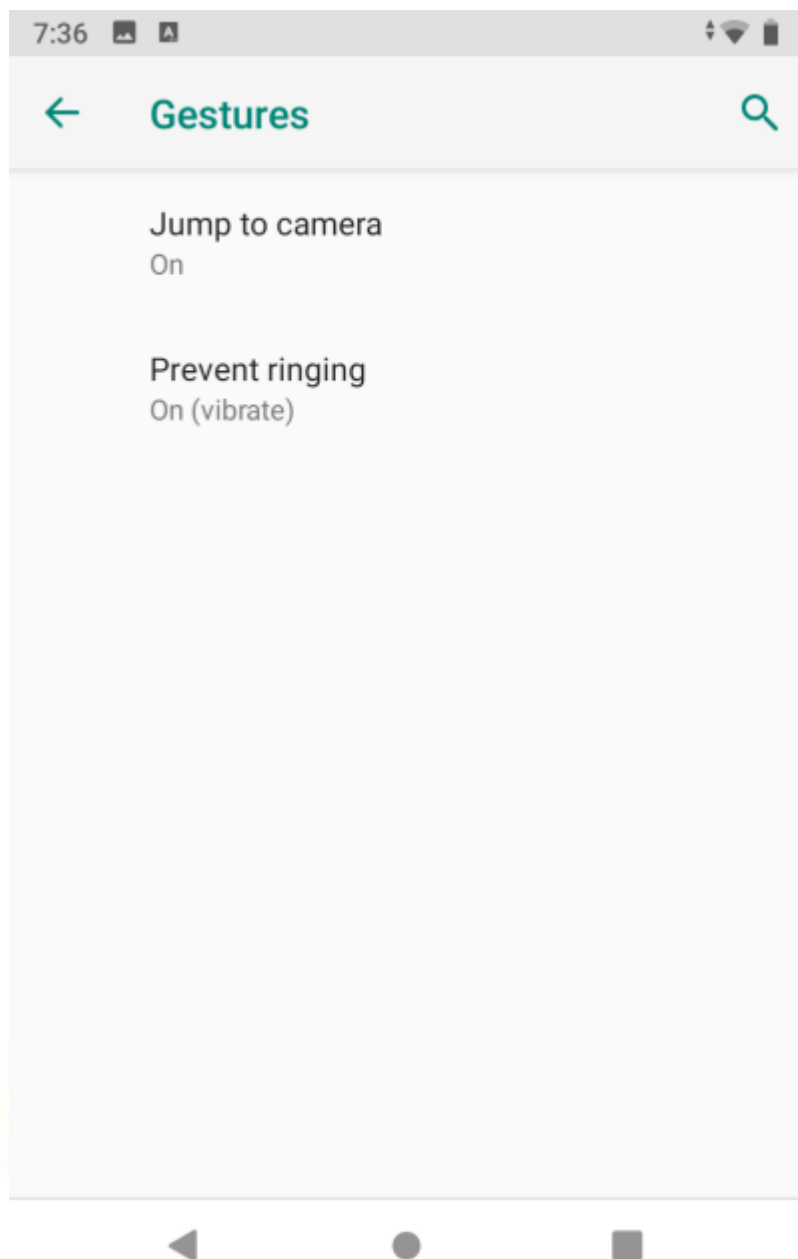 7:36
Gestures
Jump to camera
On
Prevent ringing
On (vibrate)